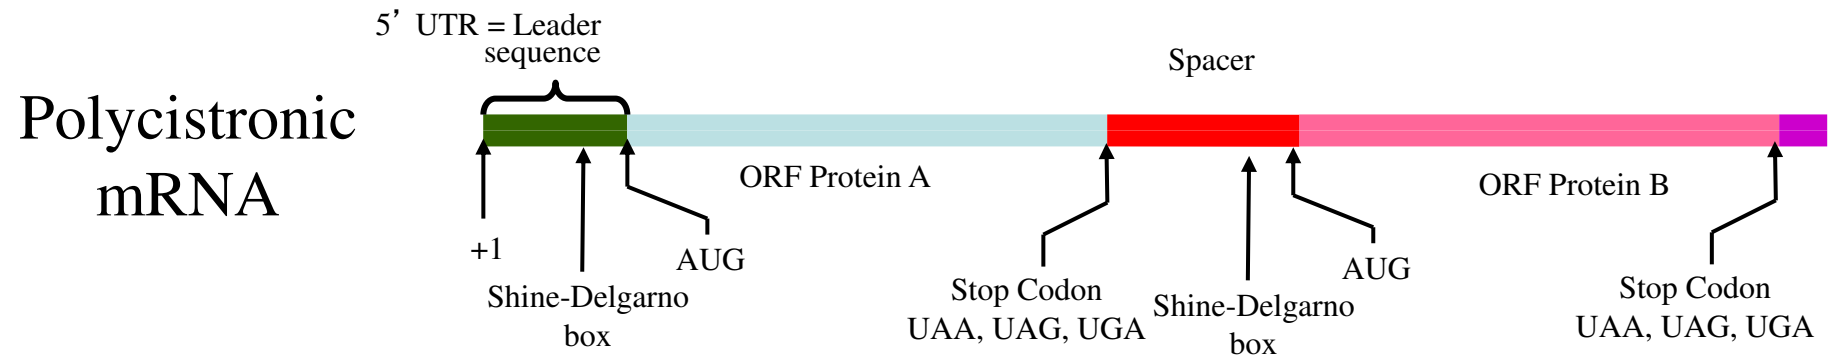 Polycistronic
mRNA
5’ UTR = Leader
sequence
Spacer
ORF Protein A
ORF Protein B
+1
Shine-Delgarno
box
AUG
Stop Codon
UAA, UAG, UGA
Shine-Delgarno
box
AUG
Stop Codon
UAA, UAG, UGA